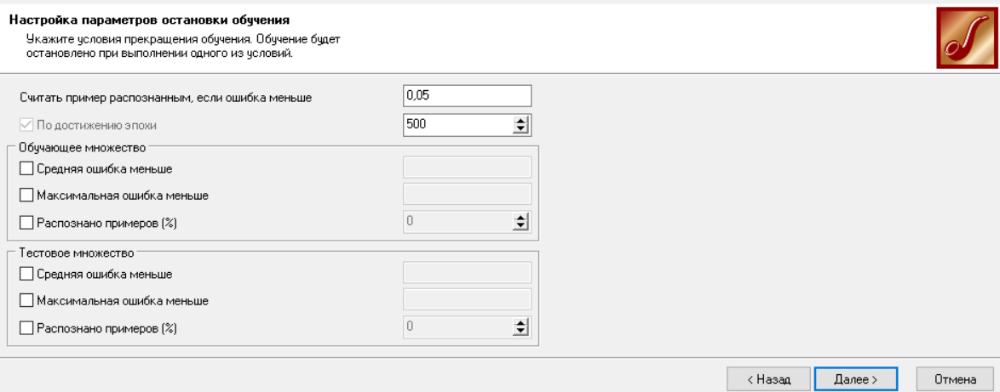 Настройка параметров остановки обучения
Укажите условия прекращения обучения. Обучение будет
остановлено при выполнении одного из условий.
Считать пример распознанным, если ошибка меньше 0,05
По достижению эпохи 500
Обучающее множество
Средняя ошибка меньше
Максимальная ошибка меньше
Распознано примеров (%) 0
Тестовое множество
Средняя ошибка меньше
Максимальная ошибка меньше
Распознано примеров (%) 0
< Назад Далее > Отмена